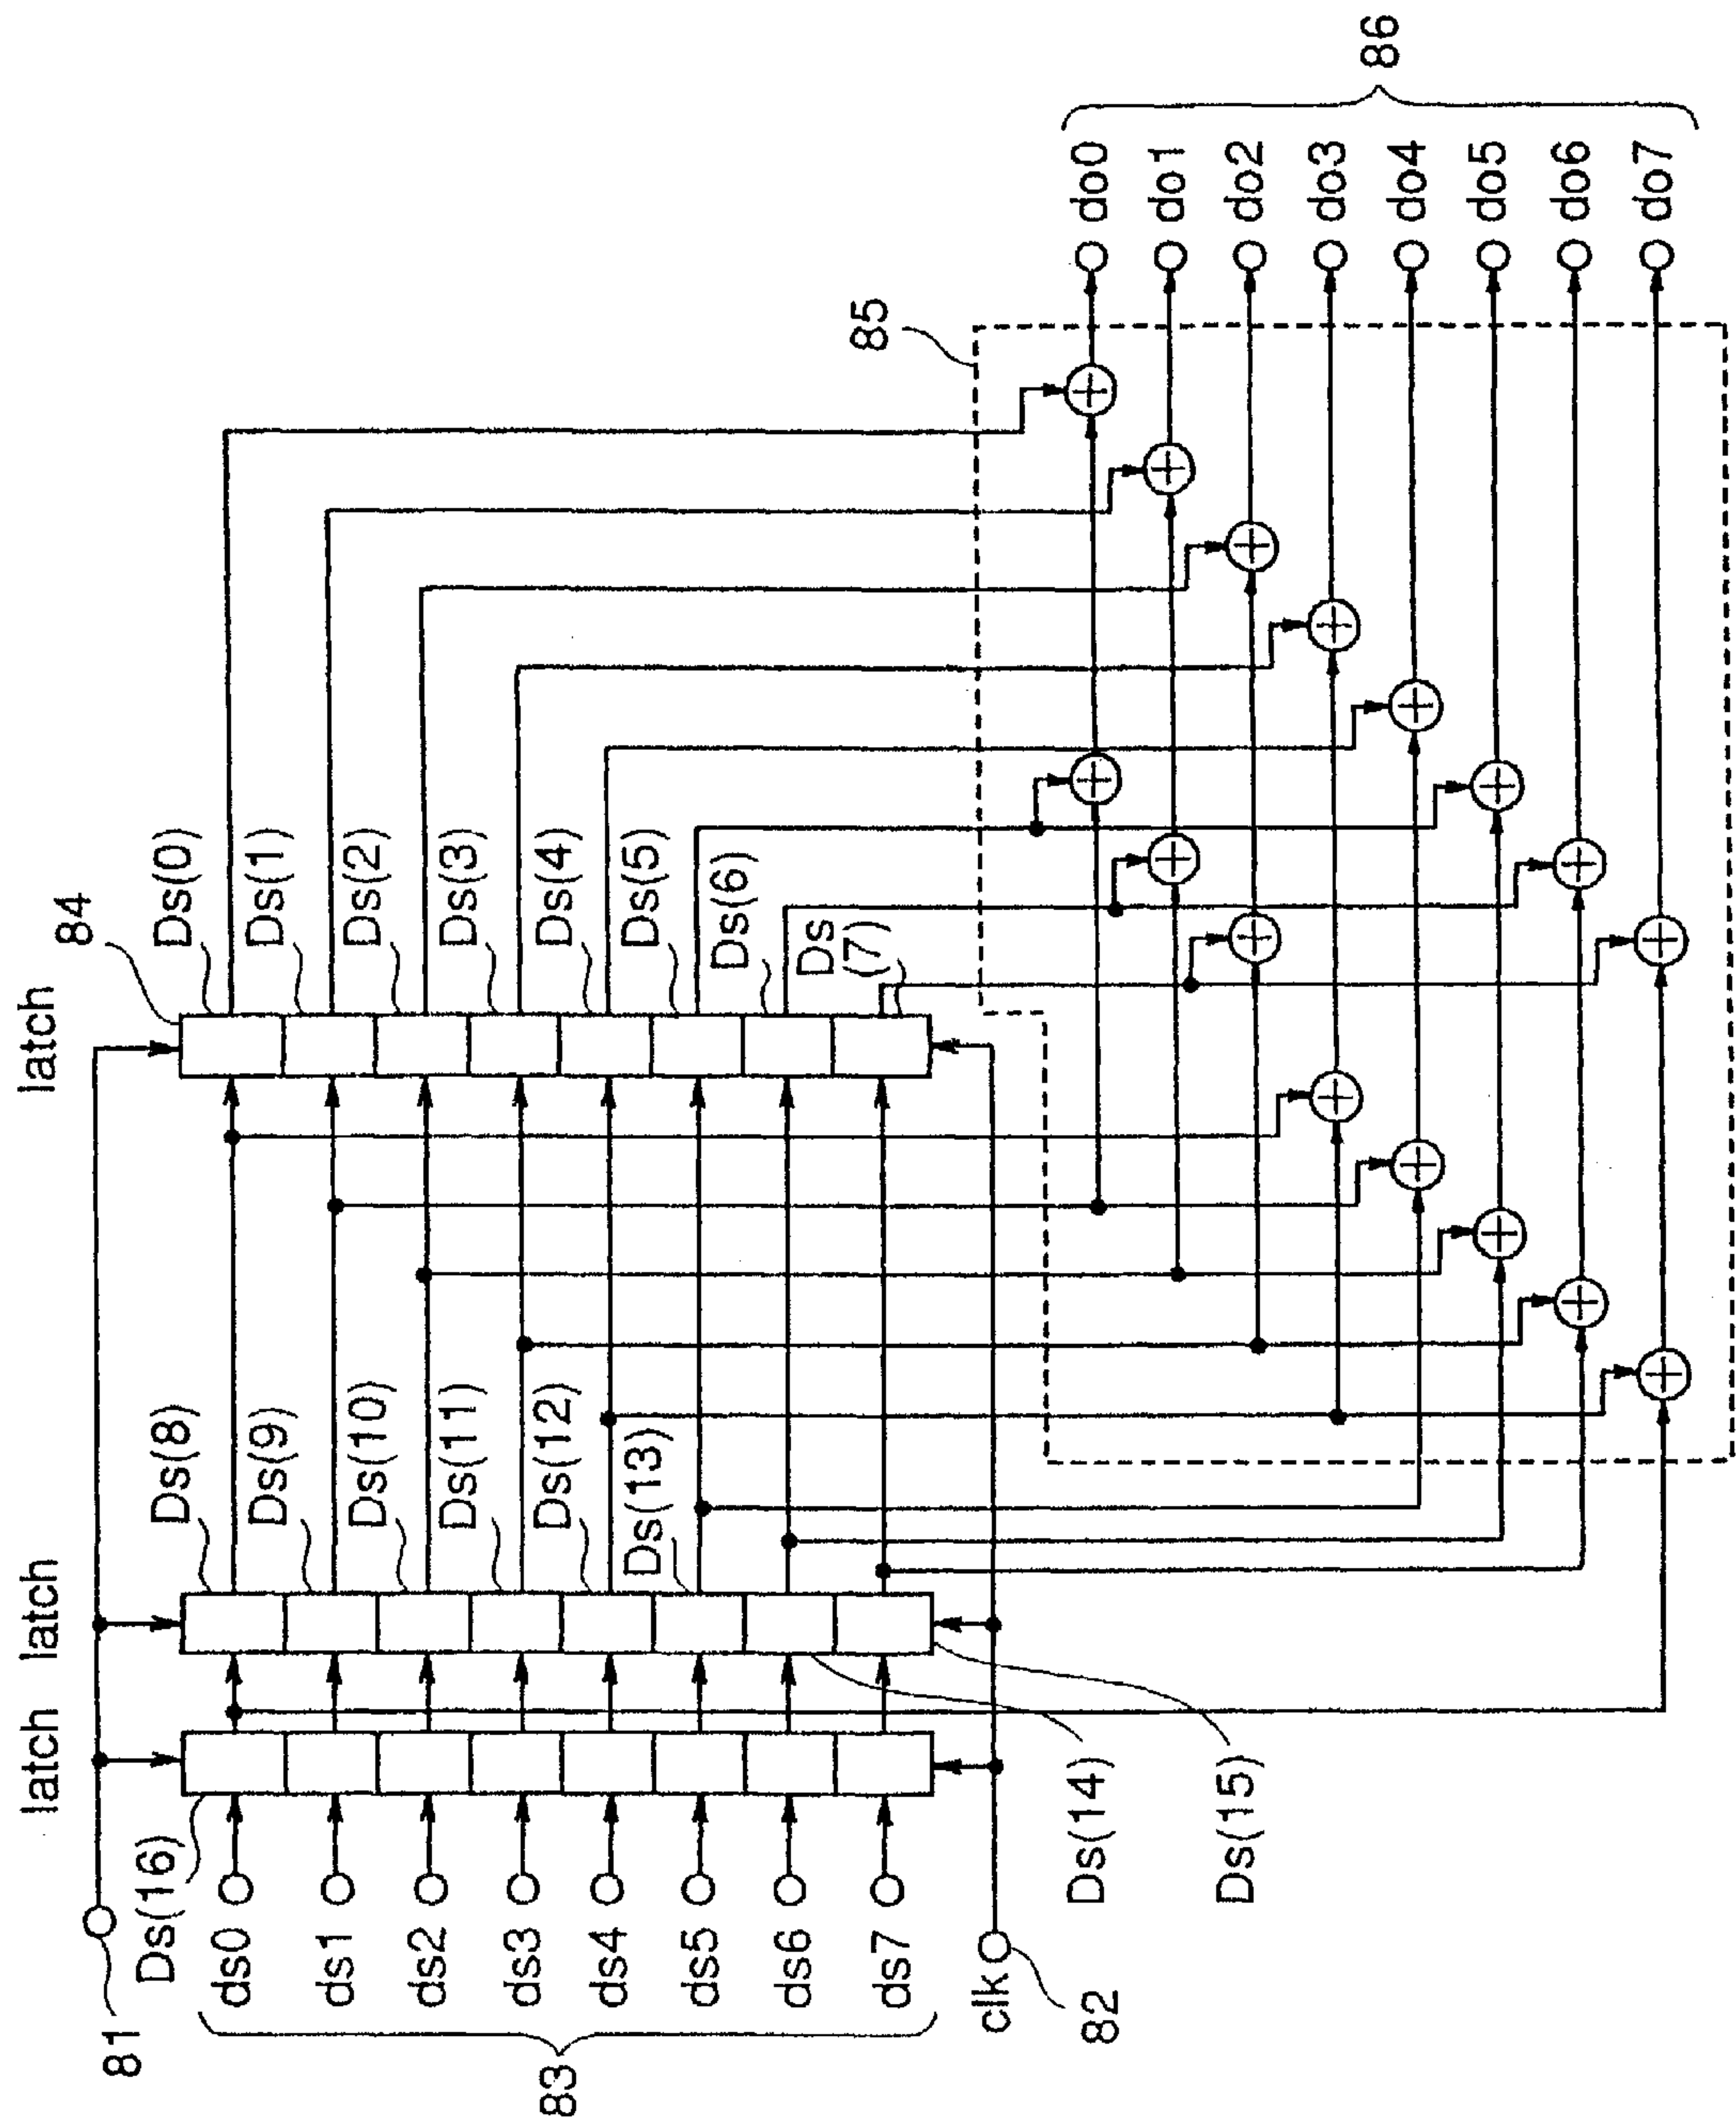 81
Ds(16)
ds0
ds1
ds2
ds3
ds4
ds5
ds6
ds7
83
clk
82
latch
latch
latch
84
Ds(8)
Ds(9)
Ds(10)
Ds(11)
Ds(12)
Ds(13)
Ds(14)
Ds(15)
Ds(0)
Ds(1)
Ds(2)
Ds(3)
Ds(4)
Ds(5)
Ds(6)
Ds
(7)
85
do0
do1
do2
do3
do4
do5
do6
do7
86